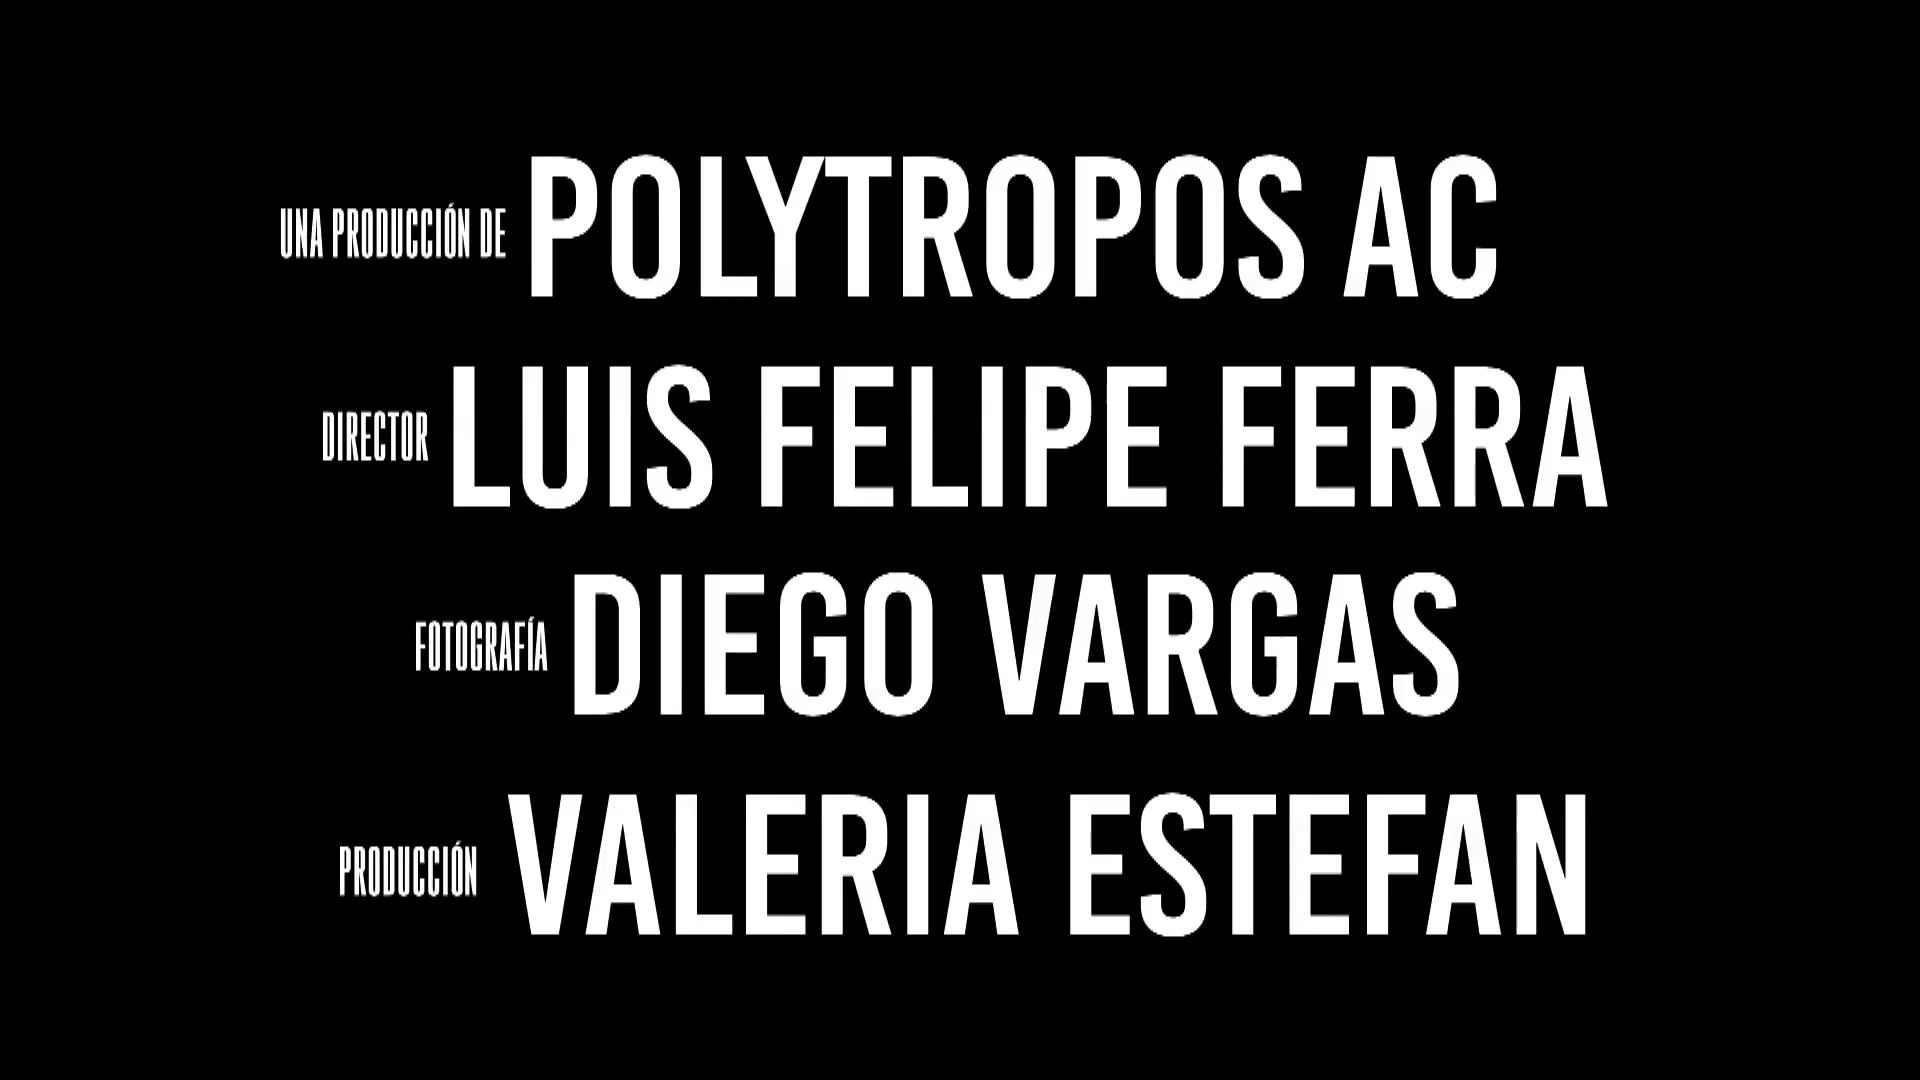 UNA PRODUCCIÓN DE POLYTROPOS AC
DIRECTOR LUIS FELIPE FERRA
FOTOGRAFÍA DIEGO VARGAS
PRODUCCIÓN VALERIA ESTEFAN